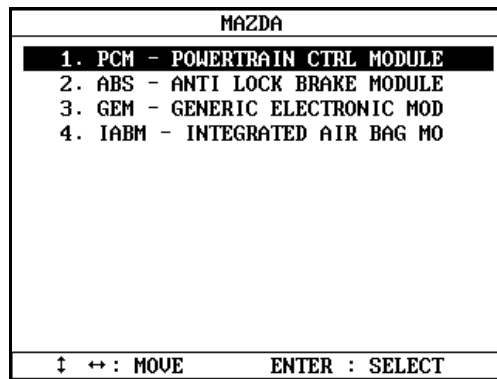 MAZDA
1. PCM - POWERTRAIN CTRL MODULE
2. ABS - ANTI LOCK BRAKE MODULE
3. GEM - GENERIC ELECTRONIC MOD
4. IABM - INTEGRATED AIR BAG MO
↕ ↔ : MOVE ENTER : SELECT